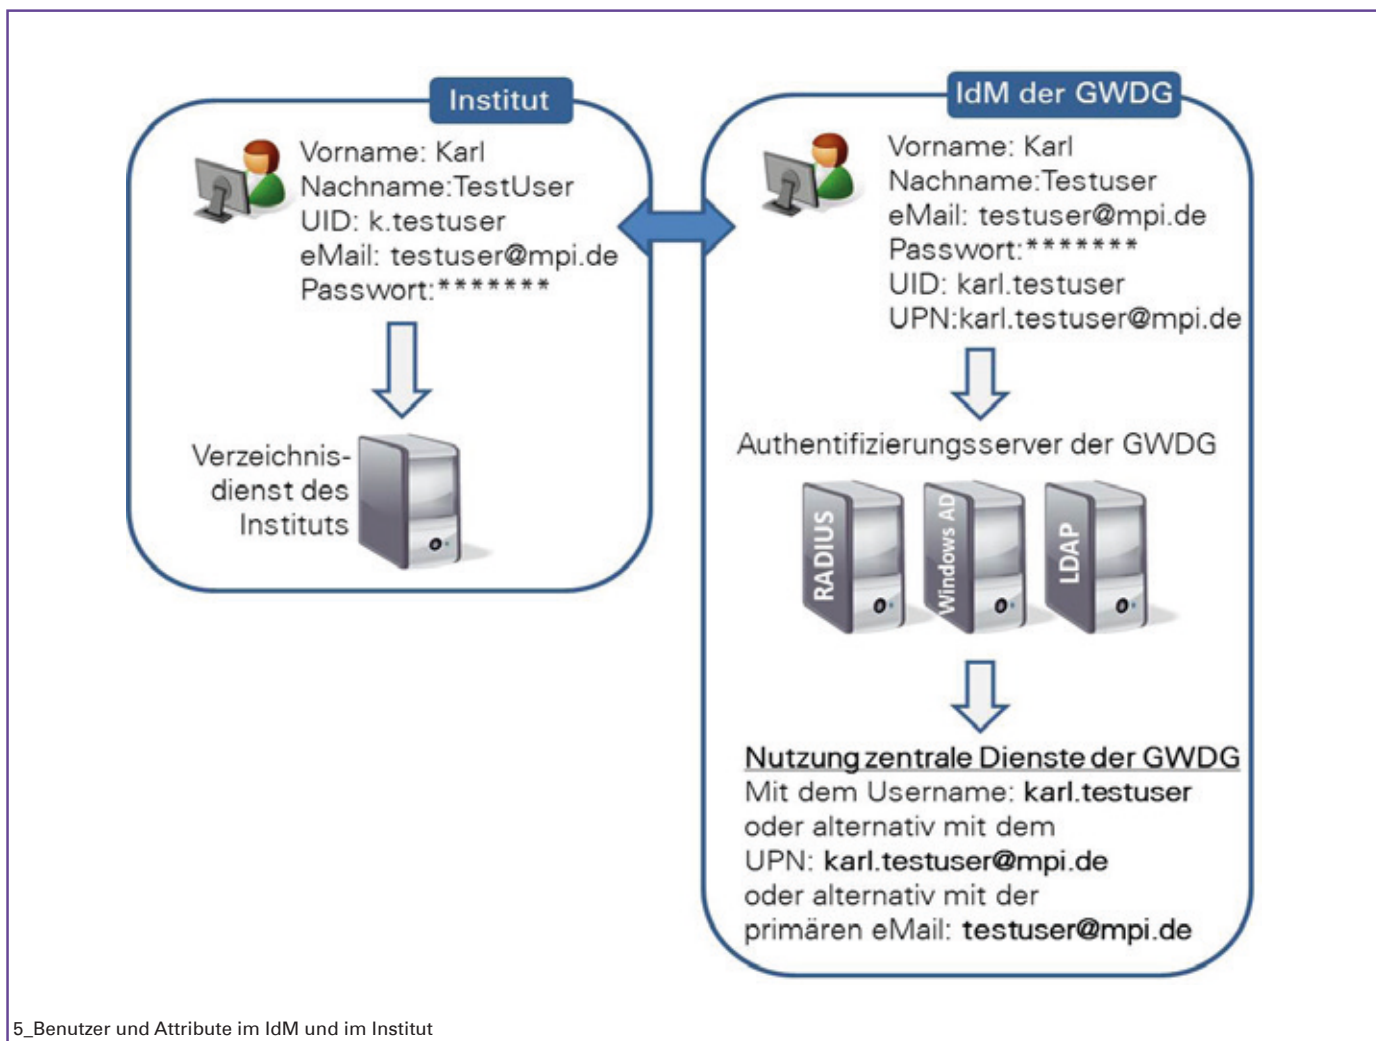 Institut
Vorname: Karl
Nachname:TestUser
UID: k.testuser
eMail: testuser@mpi.de
Passwort:*******
Verzeichnis-
dienst des
Instituts
IdM der GWDG
Vorname: Karl
Nachname:Testuser
eMail: testuser@mpi.de
Passwort:*******
UID: karl.testuser
UPN:karl.testuser@mpi.de
Authentifizierungsserver der GWDG
RADIUS
Windows AD
LDAP
Nutzung zentrale Dienste der GWDG
Mit dem Username: karl.testuser
oder alternativ mit dem
UPN: karl.testuser@mpi.de
oder alternativ mit der
primären eMail: testuser@mpi.de
5_Benutzer und Attribute im IdM und im Institut